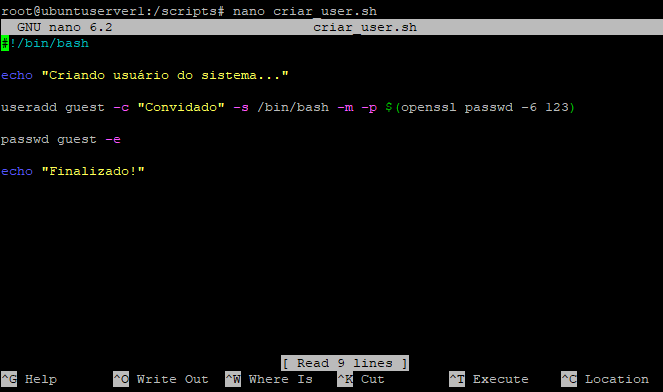 root@ubuntuserver1:/scripts# nano criar_user.sh
GNU nano 6.2 criar_user.sh
#!/bin/bash
echo "Criando usuário do sistema..."
useradd guest -c "Convidado" -s /bin/bash -m -p $(openssl passwd -6 123)
passwd guest -e
echo "Finalizado!"
[ Read 9 lines ]
^G Help ^O Write Out ^W Where Is ^K Cut ^T Execute ^C Location